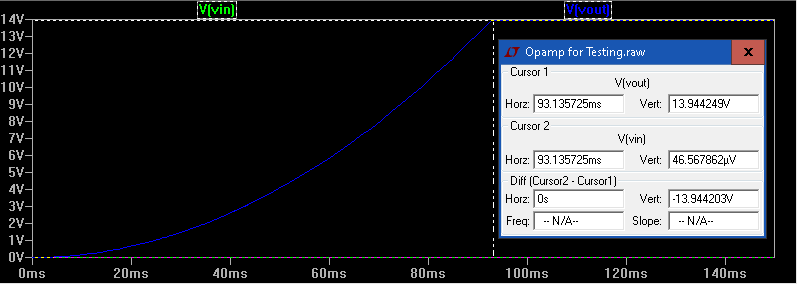 V(vin) V(vout)
14V
13V
12V
11V
10V
9V
8V
7V
6V
5V
4V
3V
2V
1V
0V
0ms 20ms 40ms 60ms 80ms 100ms 120ms 140ms
Opamp for Testing.raw X
Cursor 1
V(vout)
Horz: 93.135725ms Vert: 13.944249V
Cursor 2
V(vin)
Horz: 93.135725ms Vert: 46.567862µV
Diff (Cursor2 - Cursor1)
Horz: 0s Vert: -13.944203V
Freq: -- N/A-- Slope: -- N/A--